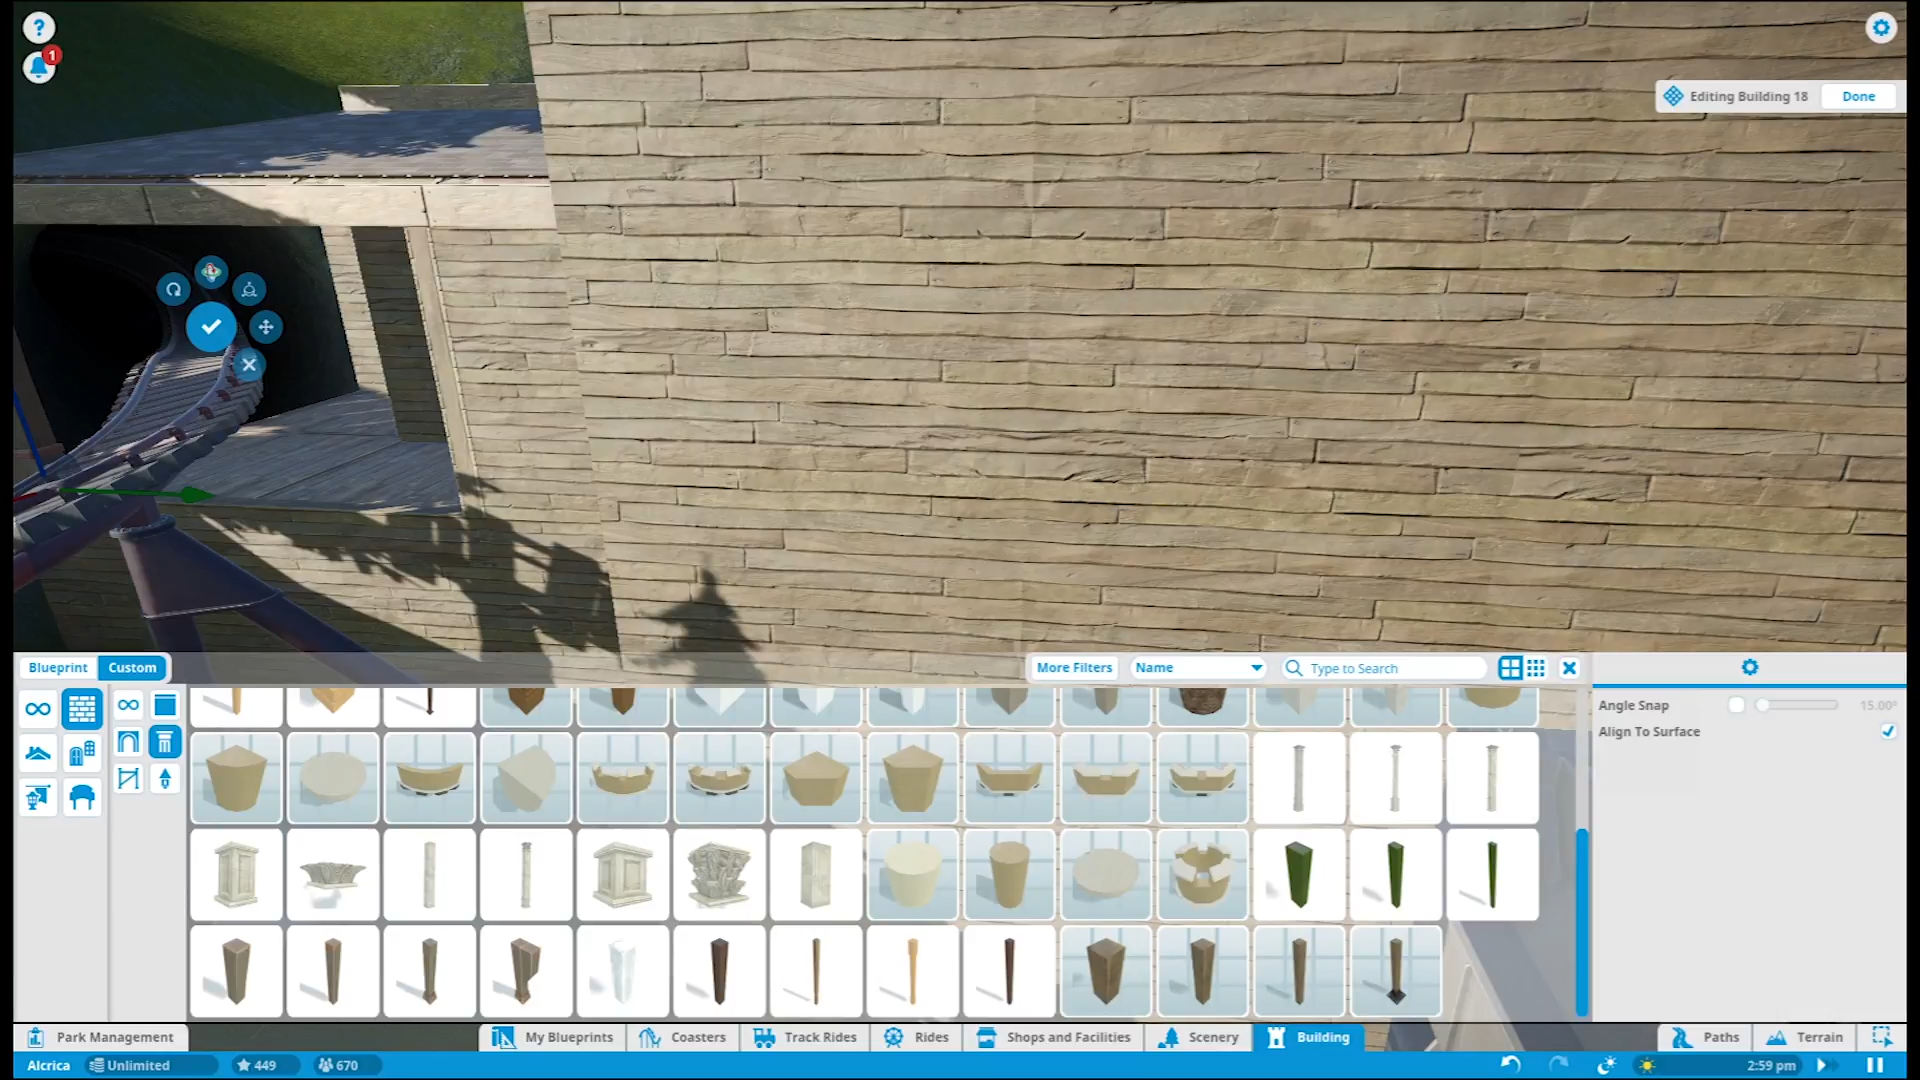 ?
1
Editing Building 18
Done
Blueprint
Custom
More Filters
Name
Type to Search
Angle Snap
15.00°
Align To Surface
Park Management
My Blueprints
Coasters
Track Rides
Rides
Shops and Facilities
Scenery
Building
Paths
Terrain
Alcrica
Unlimited
449
670
2:59 pm